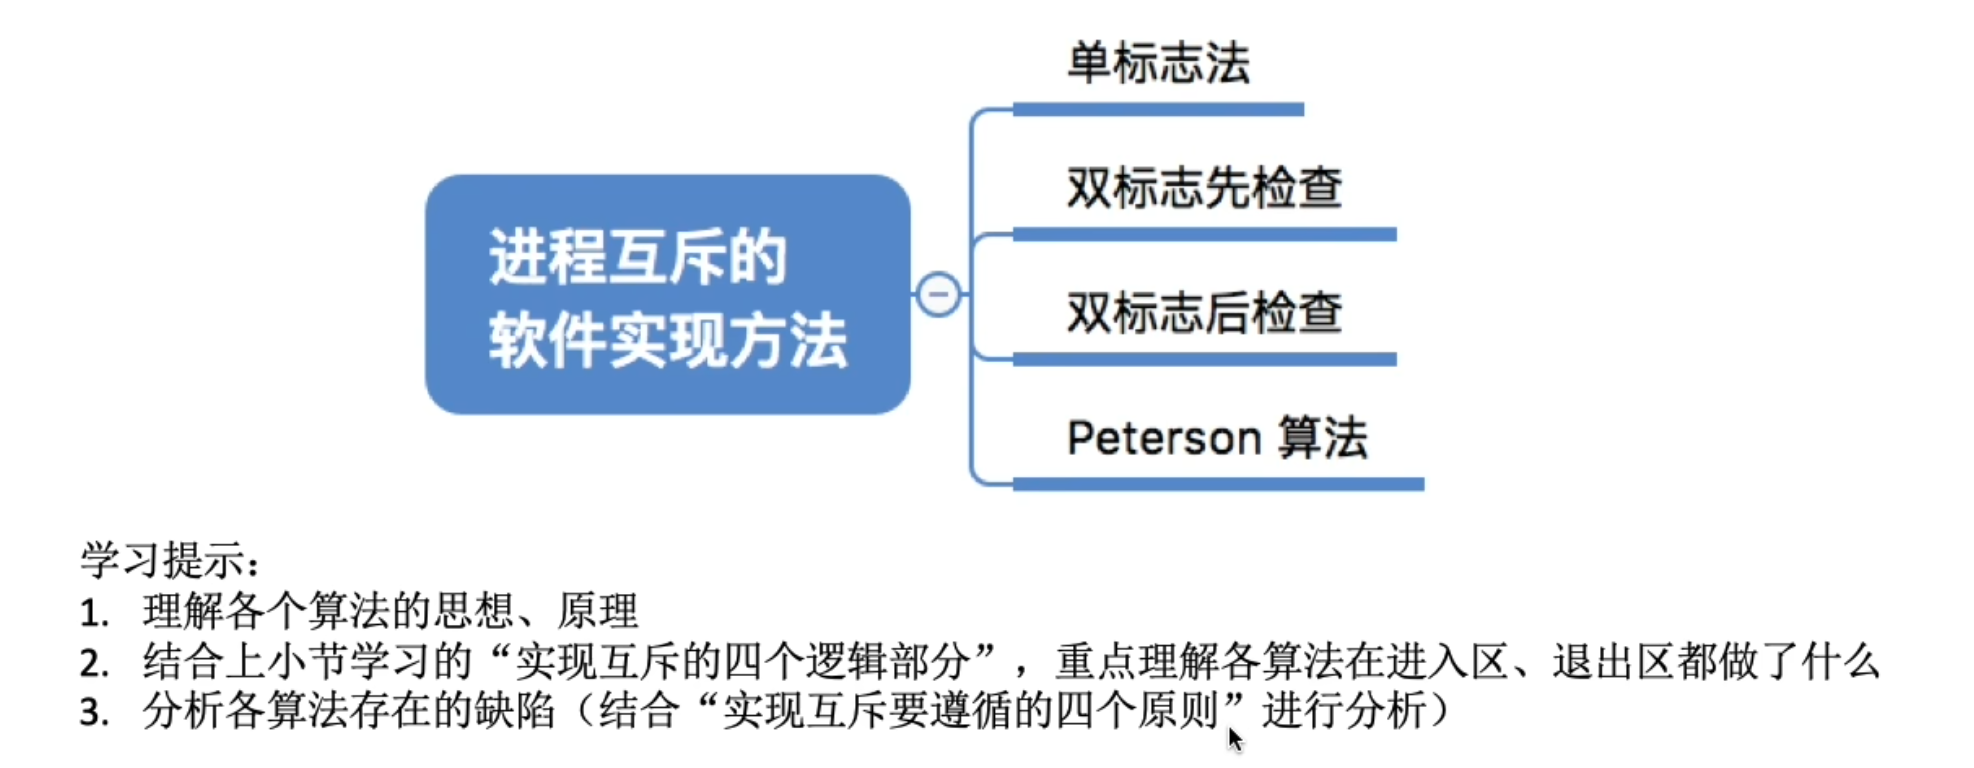 进程互斥的
软件实现方法
单标志法
双标志先检查
双标志后检查
Peterson 算法
学习提示：
1. 理解各个算法的思想、原理
2. 结合上小节学习的“实现互斥的四个逻辑部分”，重点理解各算法在进入区、退出区都做了什么
3. 分析各算法存在的缺陷（结合“实现互斥要遵循的四个原则”进行分析）